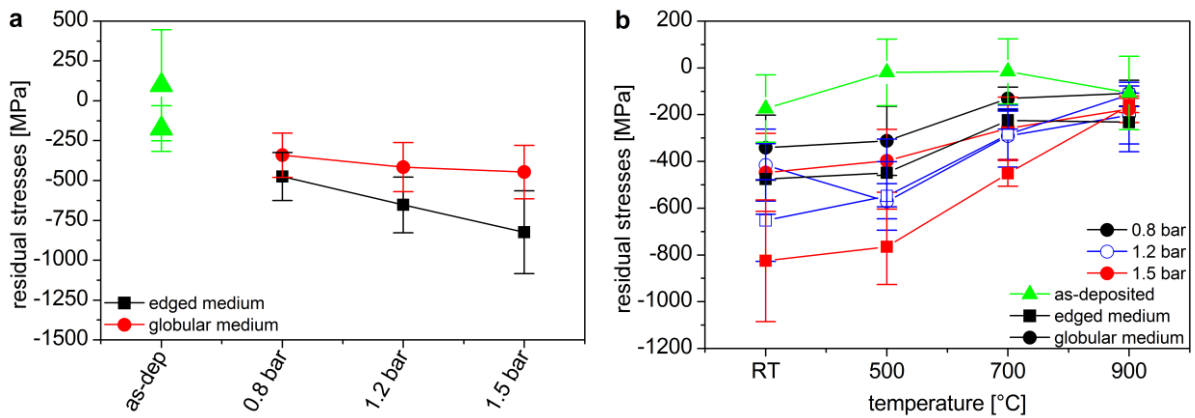 a
residual stresses [MPa]
500
250
0
-250
-500
-750
-1000
-1250
-1500
edged medium
globular medium
as-dep
0.8 bar
1.2 bar
1.5 bar
b
residual stresses [MPa]
200
0
-200
-400
-600
-800
-1000
-1200
0.8 bar
1.2 bar
1.5 bar
as-deposited
edged medium
globular medium
RT
500
700
900
temperature [°C]